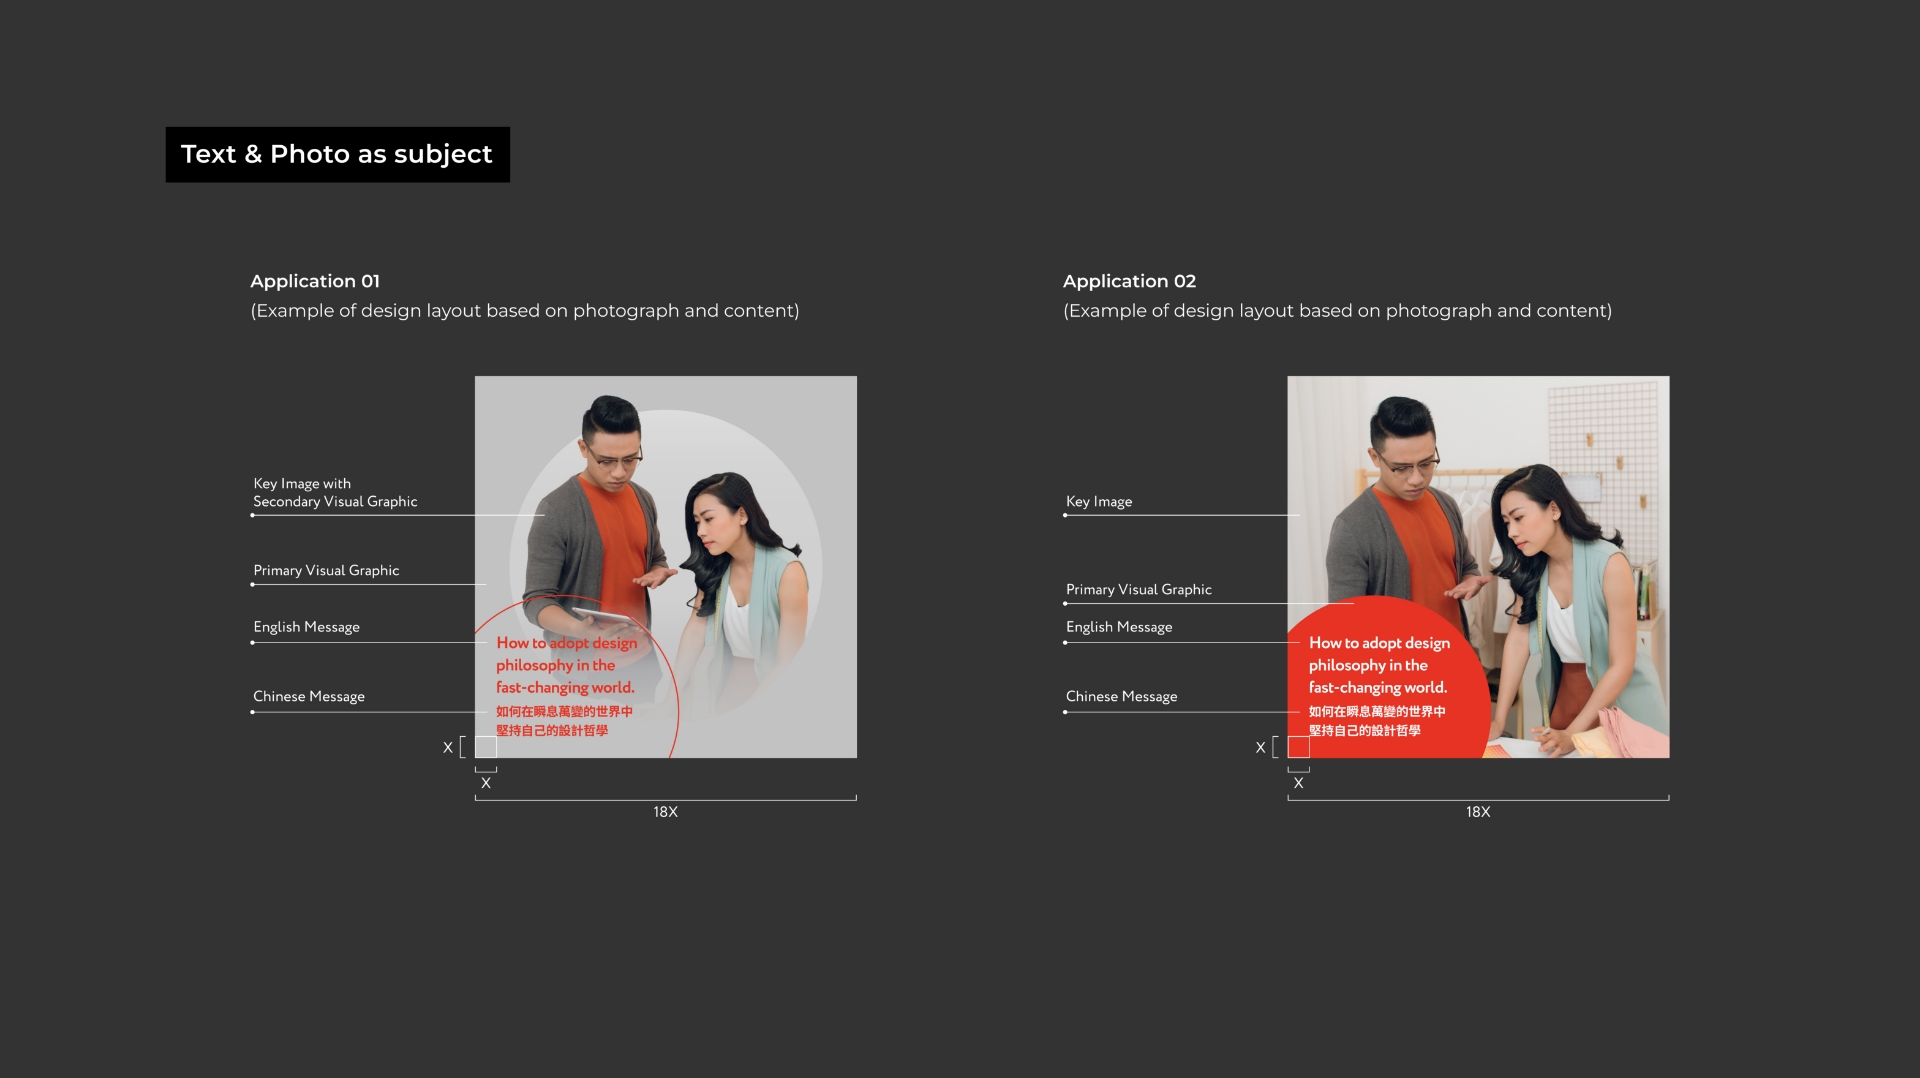 Text & Photo as subject
Application 01
(Example of design layout based on photograph and content)
Key Image with
Secondary Visual Graphic
Primary Visual Graphic
English Message
Chinese Message
How to adopt design
philosophy in the
fast-changing world.
如何在瞬息萬變的世界中
堅持自己的設計哲學
X
X
18X
Application 02
(Example of design layout based on photograph and content)
Key Image
Primary Visual Graphic
English Message
Chinese Message
How to adopt design
philosophy in the
fast-changing world.
如何在瞬息萬變的世界中
堅持自己的設計哲學
X
X
18X